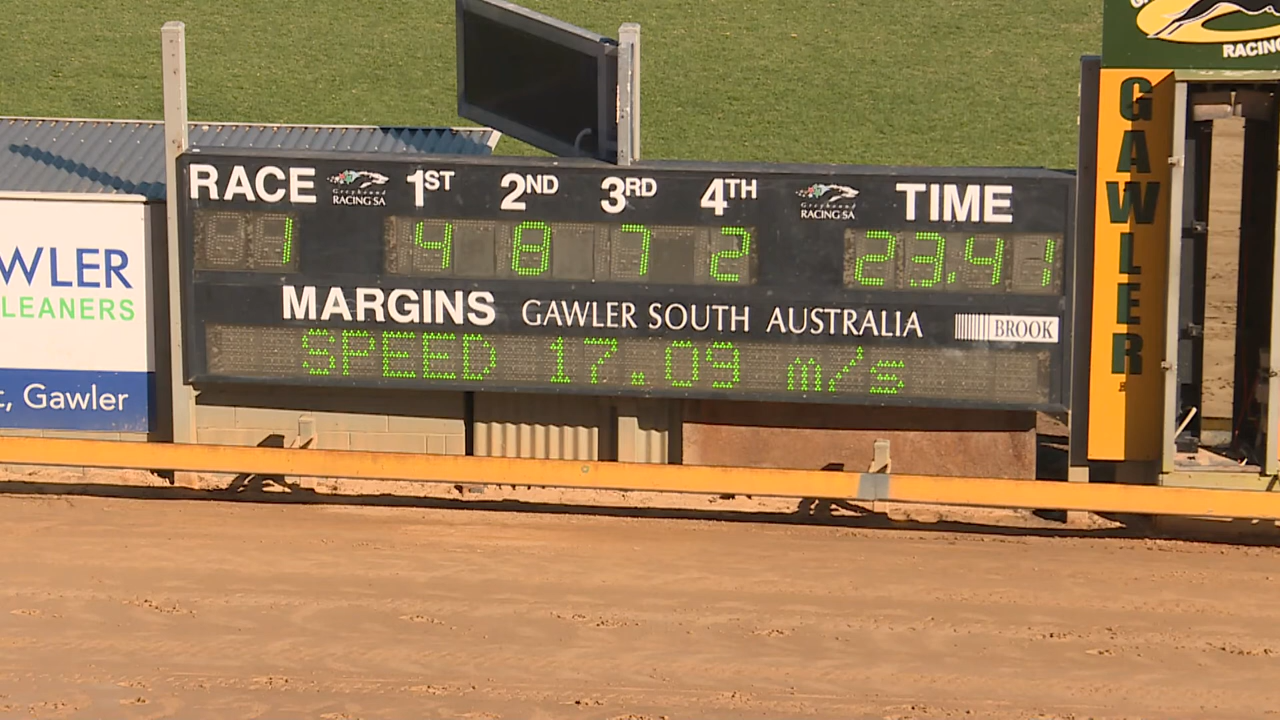 RACING
GAWLER
RACE 1ST 2ND 3RD 4TH TIME
Greyhound RACING SA
Greyhound RACING SA
1 4 8 7 2 23.41
MARGINS GAWLER SOUTH AUSTRALIA BROOK
SPEED 17.09 m/s
WLER
LEANERS
t, Gawler